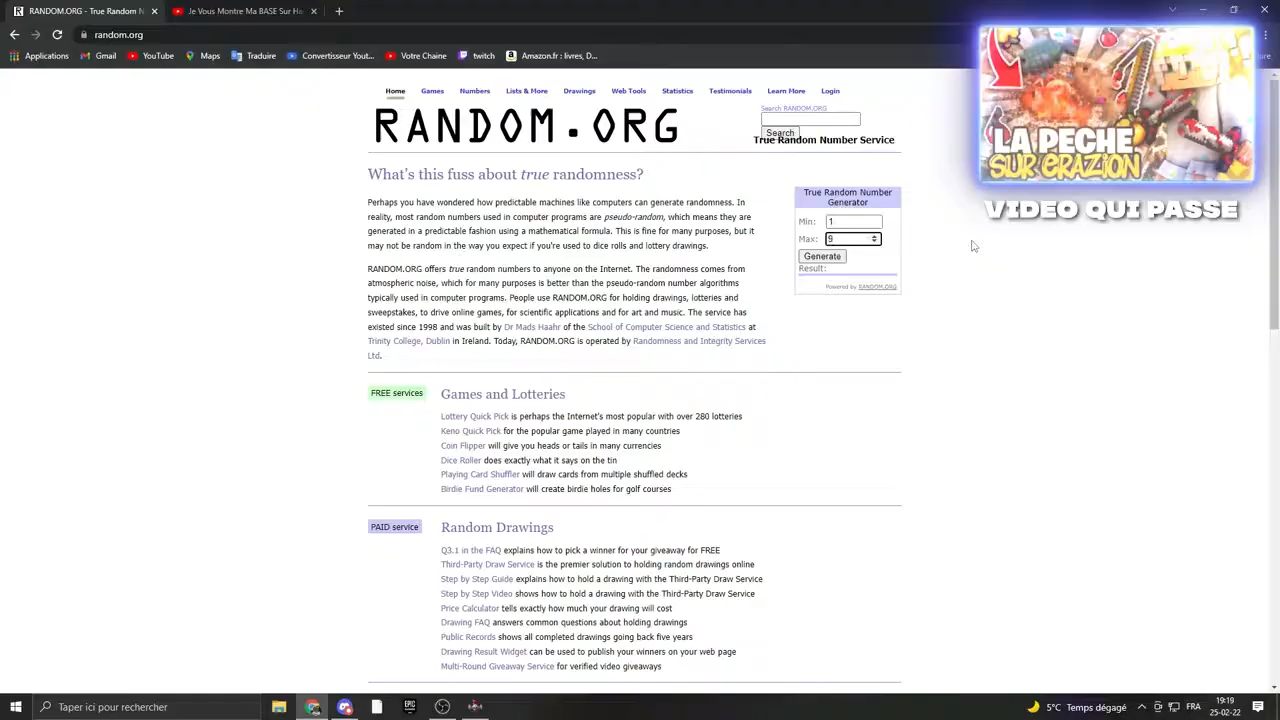 RANDOM.ORG - True Random Num
Je Vous Montre Ma BASE Sur Eraz
random.org
Applications
Gmail
YouTube
Maps
Traduire
Convertisseur Yout...
Votre Chaine
twitch
Amazon.fr : livres, D...
Home
Games
Numbers
Lists & More
Drawings
Web Tools
Statistics
Testimonials
Learn More
Login
RANDOM.ORG
Search RANDOM.ORG
Search
True Random Number Service
LA PECHE
SUR ERAZION
VIDEO QUI PASSE
What's this fuss about true randomness?
Perhaps you have wondered how predictable machines like computers can generate randomness. In
reality, most random numbers used in computer programs are pseudo-random, which means they are
generated in a predictable fashion using a mathematical formula. This is fine for many purposes, but it
may not be random in the way you expect if you're used to dice rolls and lottery drawings.
RANDOM.ORG offers true random numbers to anyone on the Internet. The randomness comes from
atmospheric noise, which for many purposes is better than the pseudo-random number algorithms
typically used in computer programs. People use RANDOM.ORG for holding drawings, lotteries and
sweepstakes, to drive online games, for scientific applications and for art and music. The service has
existed since 1998 and was built by Dr Mads Haahr of the School of Computer Science and Statistics at
Trinity College, Dublin in Ireland. Today, RANDOM.ORG is operated by Randomness and Integrity Services
Ltd.
True Random Number
Generator
Min: 1
Max: 9
Generate
Result:
Powered by RANDOM.ORG
FREE services
Games and Lotteries
Lottery Quick Pick is perhaps the Internet's most popular with over 280 lotteries
Keno Quick Pick for the popular game played in many countries
Coin Flipper will give you heads or tails in many currencies
Dice Roller does exactly what it says on the tin
Playing Card Shuffler will draw cards from multiple shuffled decks
Birdie Fund Generator will create birdie holes for golf courses
PAID service
Random Drawings
Q3.1 in the FAQ explains how to pick a winner for your giveaway for FREE
Third-Party Draw Service is the premier solution to holding random drawings online
Step by Step Guide explains how to hold a drawing with the Third-Party Draw Service
Step by Step Video shows how to hold a drawing with the Third-Party Draw Service
Price Calculator tells exactly how much your drawing will cost
Drawing FAQ answers common questions about holding drawings
Public Records shows all completed drawings going back five years
Drawing Result Widget can be used to publish your winners on your web page
Multi-Round Giveaway Service for verified video giveaways
Taper ici pour rechercher
EPIC
5°C Temps dégagé
FRA
19:19
25-02-22